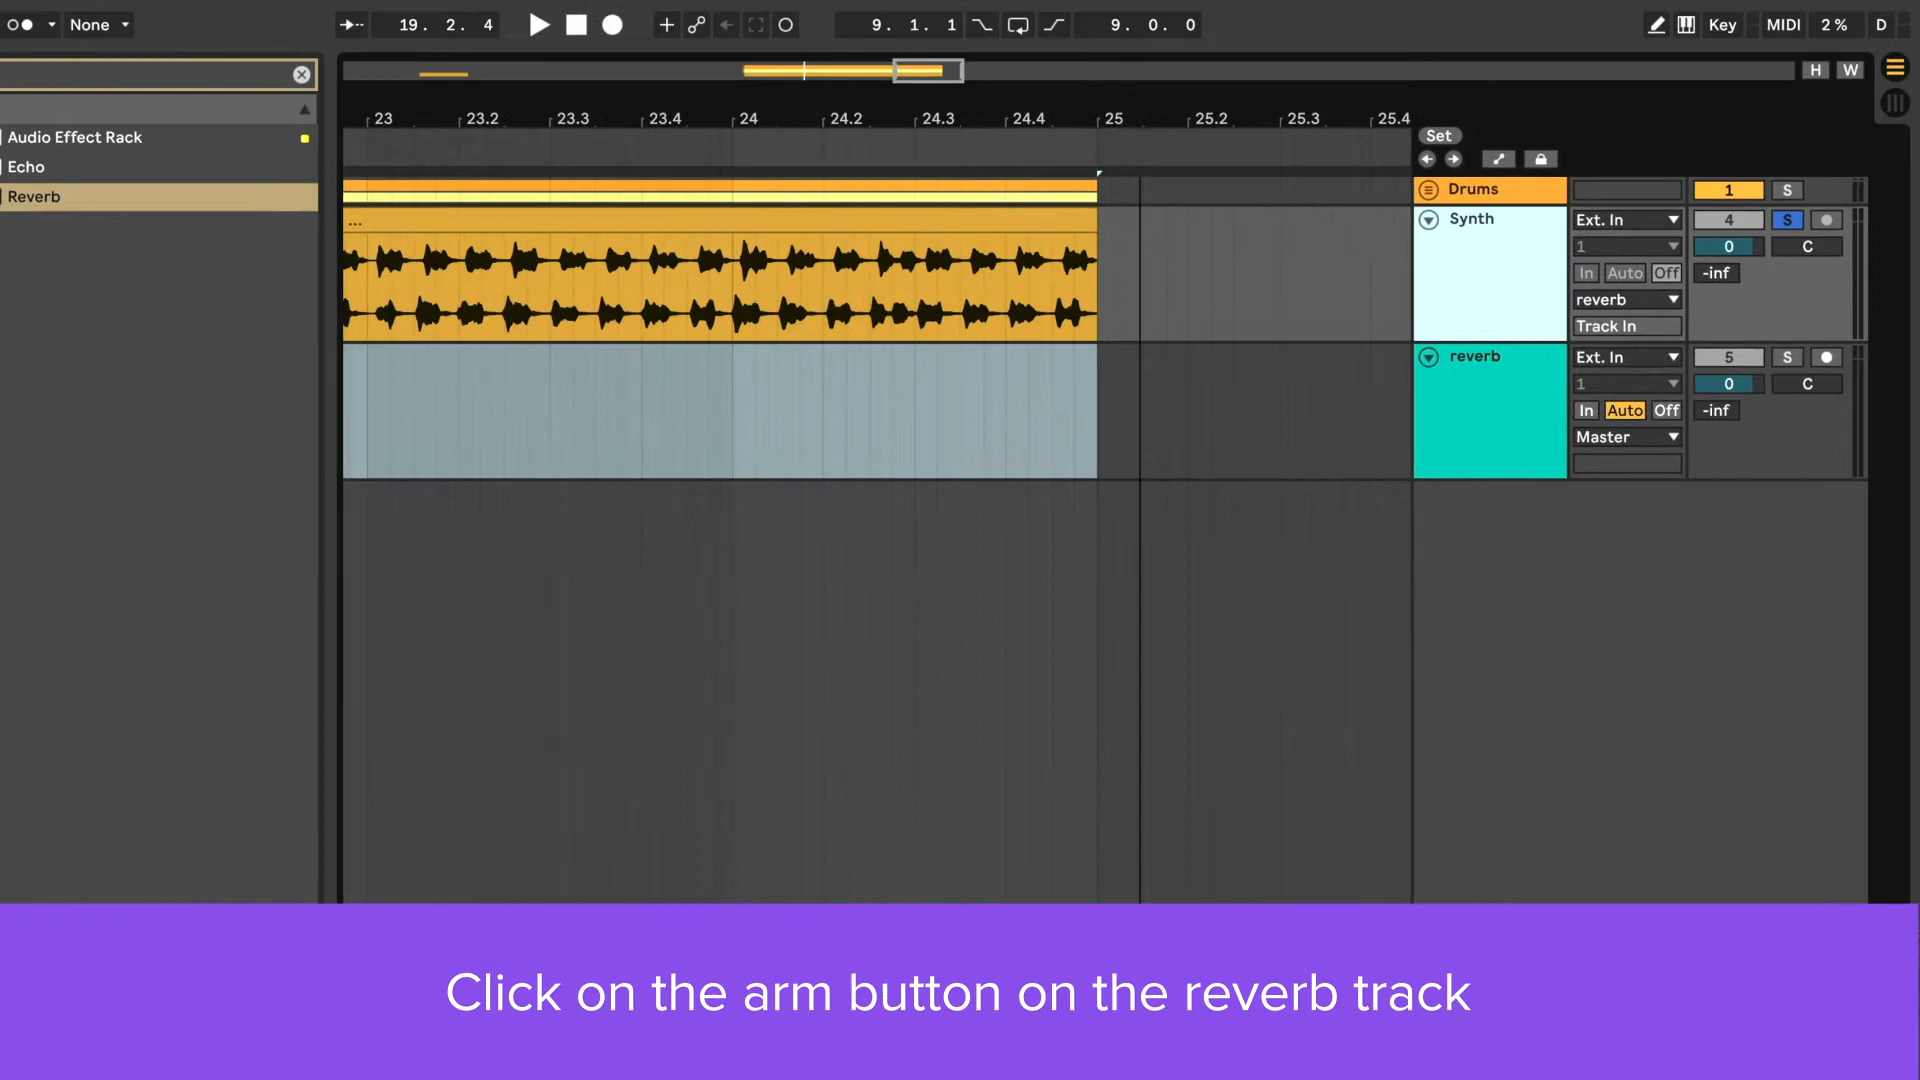 None 19. 2. 4 9. 1. 1 9. 0. 0 Key MIDI 2 % D
H W
23 23.2 23.3 23.4 24 24.2 24.3 24.4 25 25.2 25.3 25.4
Set
Audio Effect Rack
Echo
Reverb
Drums 1 S
... Synth Ext. In 4 S
1 0 C
In Auto Off -inf
reverb
Track In
reverb Ext. In 5 S
1 0 C
In Auto Off -inf
Master
Click on the arm button on the reverb track